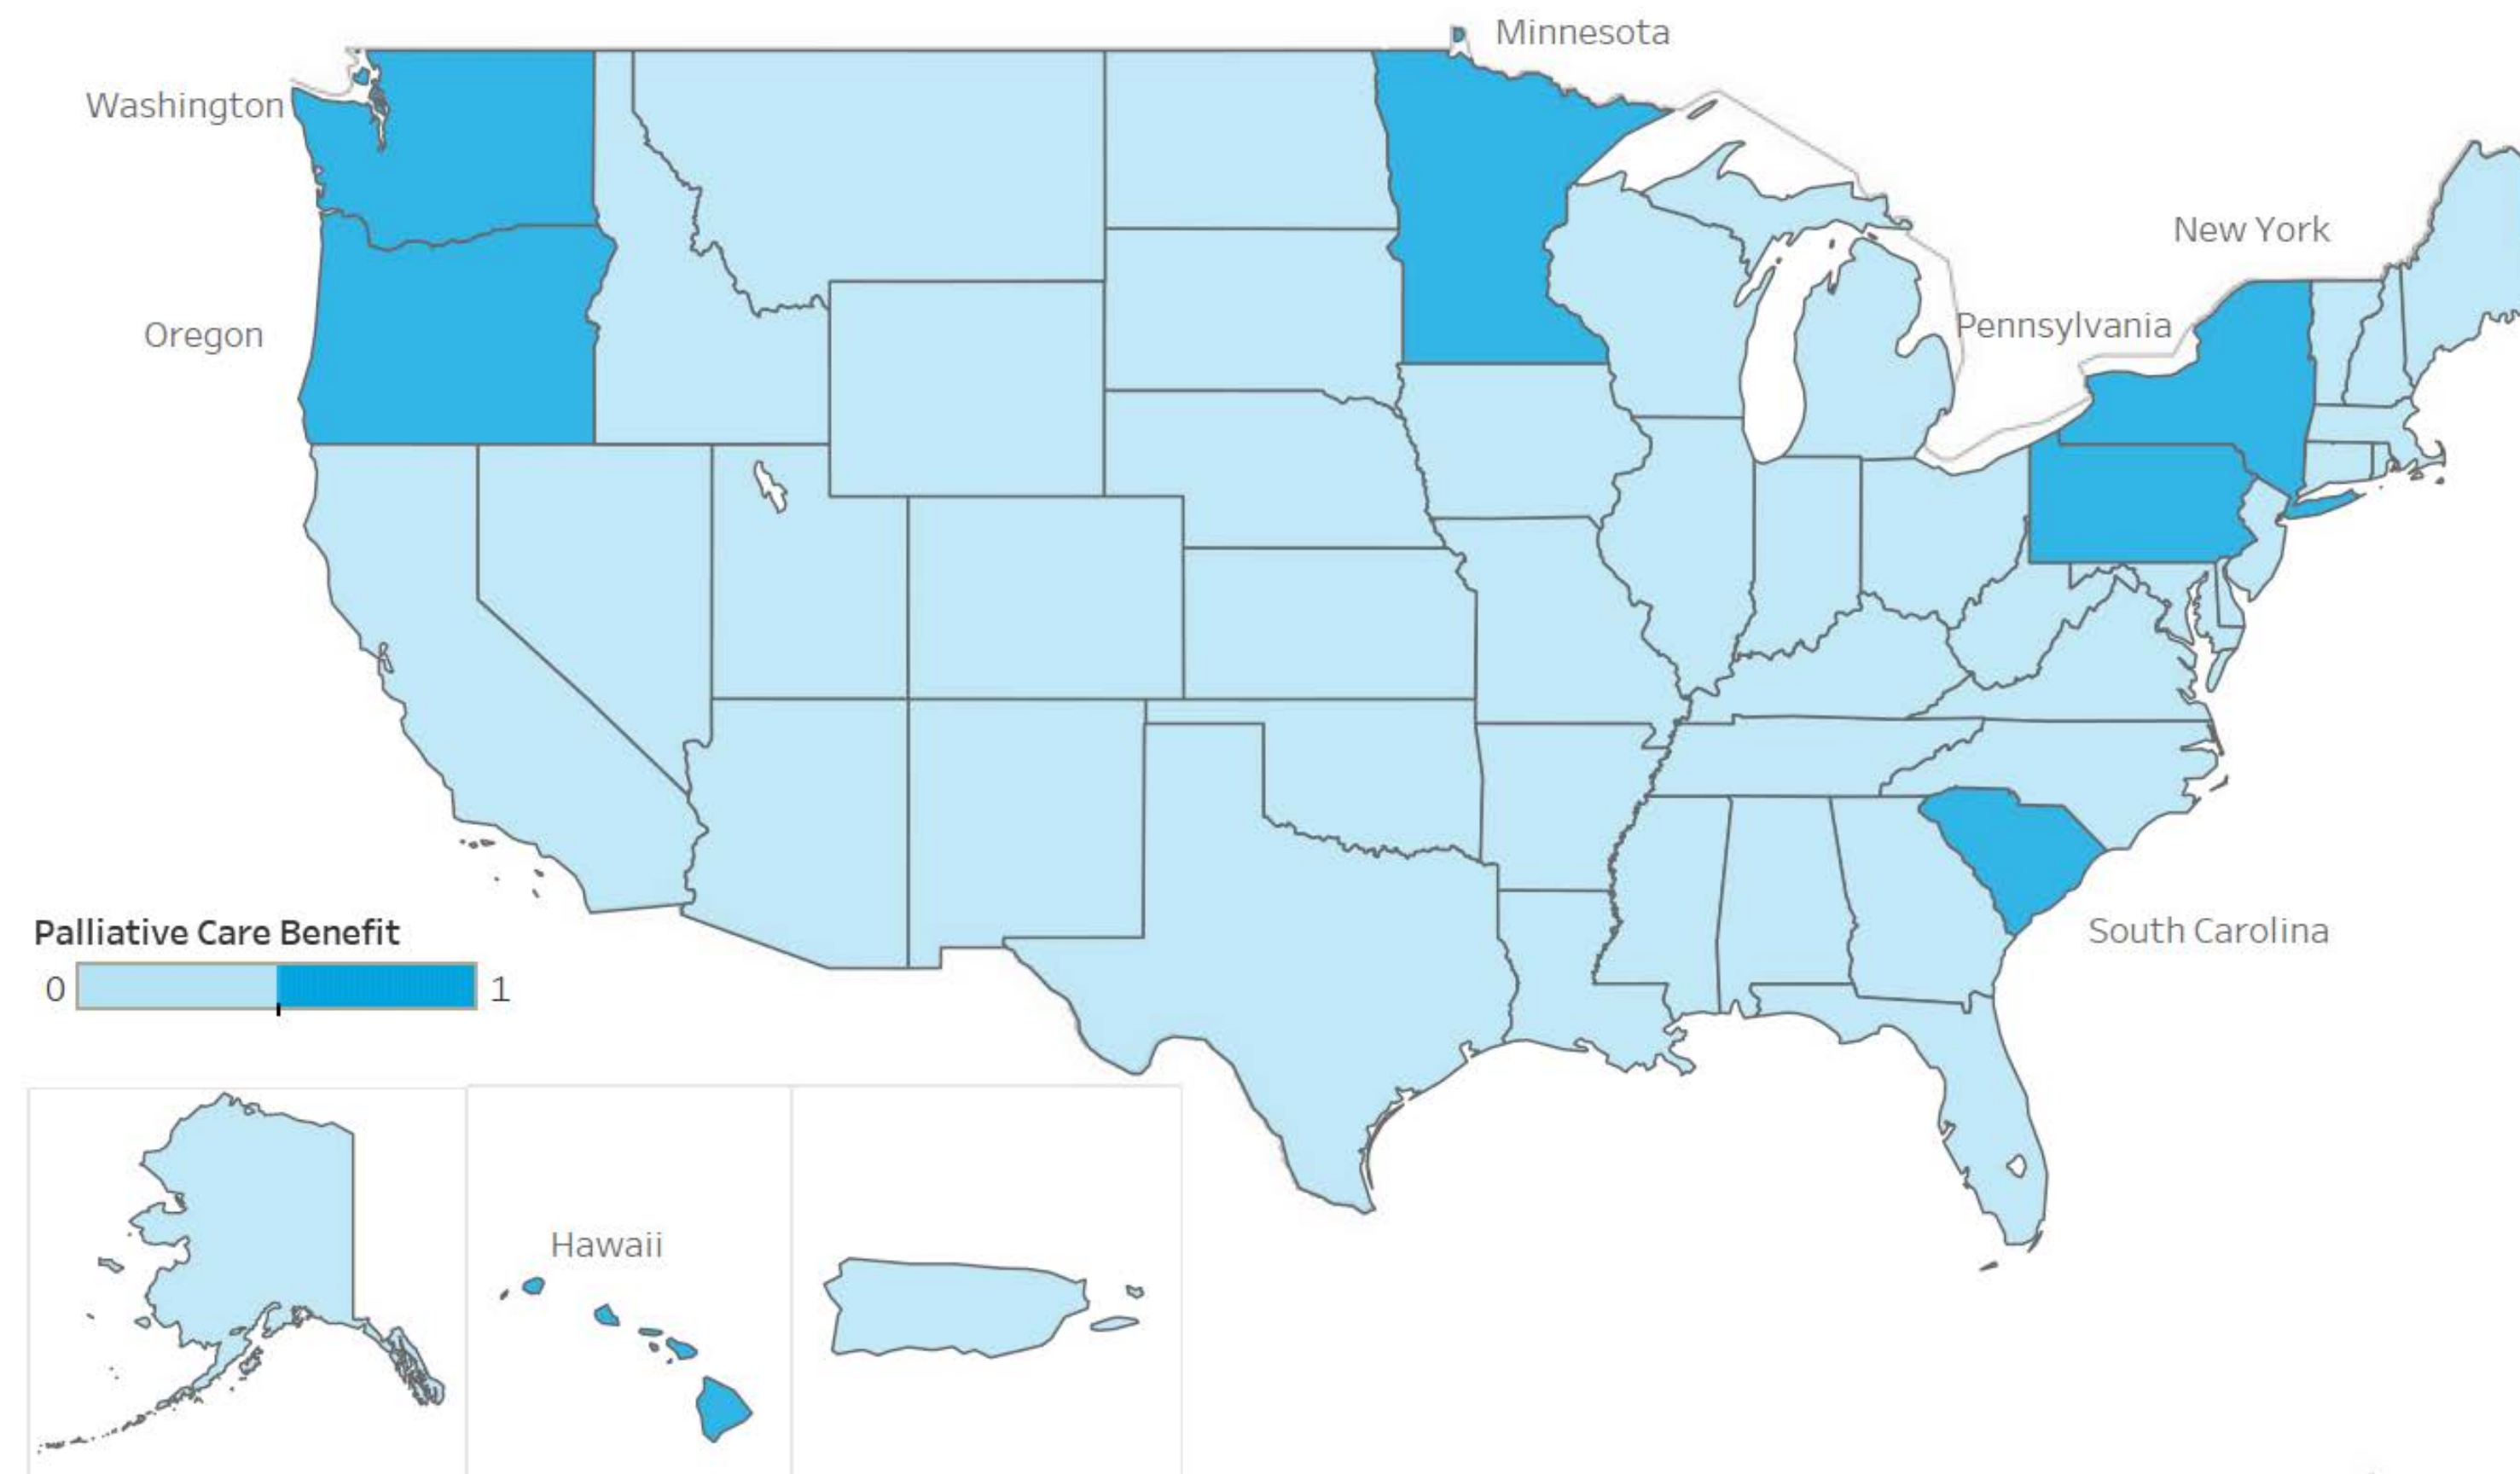 Minnesota
Washington
New York
Pennsylvania
Oregon
South Carolina
Palliative Care Benefit
0 1
Hawaii